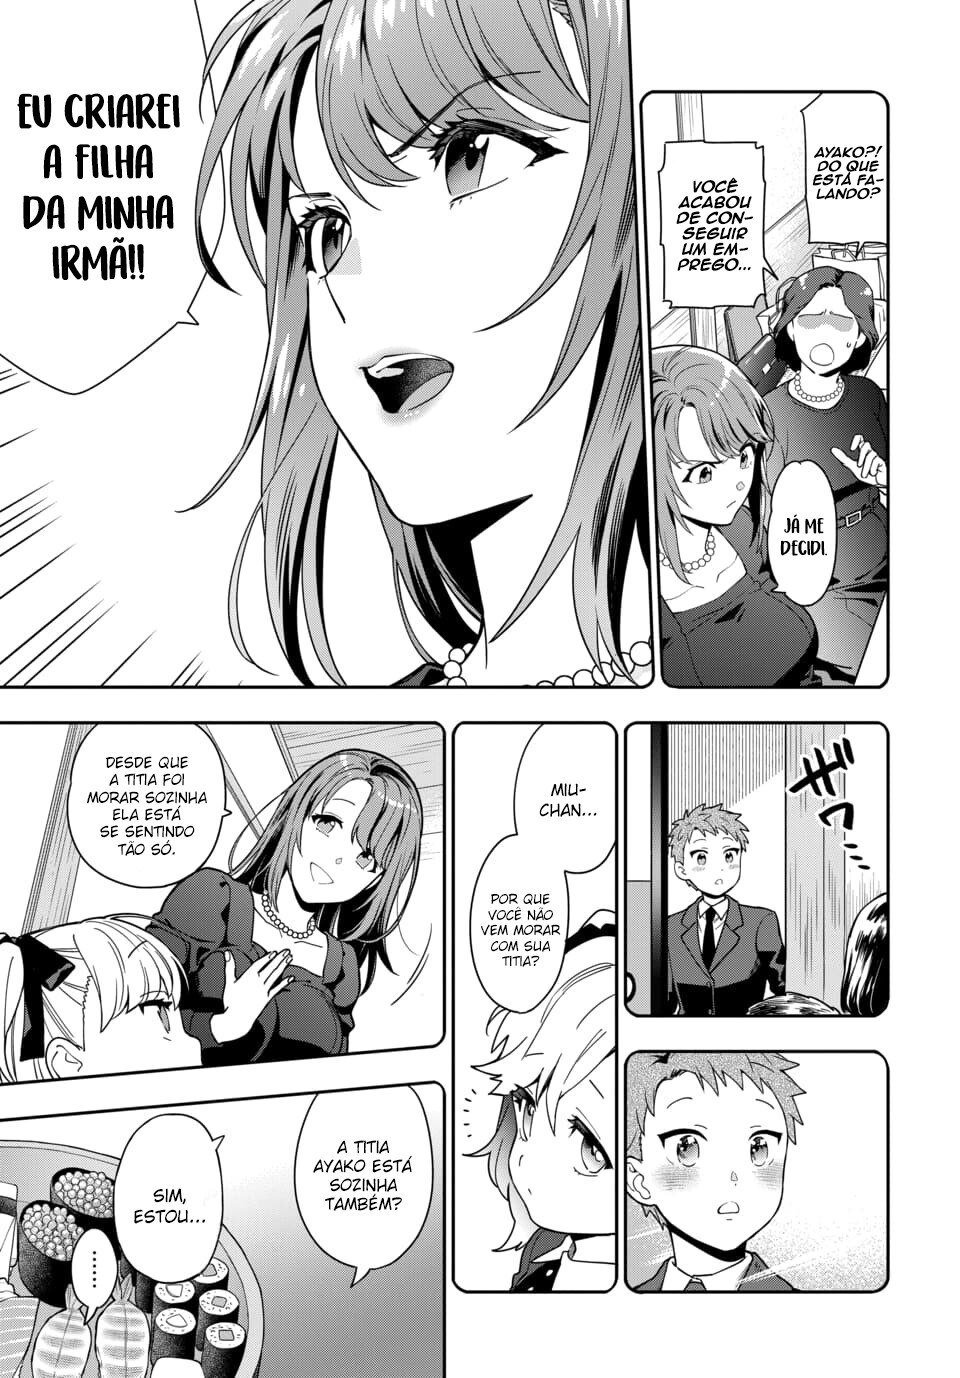 AYAKO?!
DO QUE
ESTÁ FA-
LANDO?
VOCÊ
ACABOU
DE CON-
SEGUIR
UM EM-
PREGO...
JÁ ME
DECIDI.
EU CRIAREI
A FILHA
DA MINHA
IRMÃ!!
ギッ...
MIU-
CHAN...
POR QUE
VOCÊ NÃO
VEM MORAR
COM SUA
TITIA?
DESDE QUE
A TITIA FOI
MORAR SOZINHA
ELA ESTÁ
SE SENTINDO
TÃO SÓ.
A TITIA
AYAKO ESTÁ
SOZINHA
TAMBÉM?
SIM,
ESTOU...
......